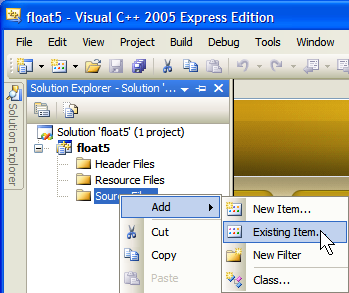 float5 - Visual C++ 2005 Express Edition
File Edit View Project Build Debug Tools Window
Solution Explorer - Solution '...
Solution Explorer
Solution 'float5' (1 project)
float5
Header Files
Resource Files
Source Files
Add
Cut
Copy
Paste
New Item...
Existing Item...
New Filter
Class...